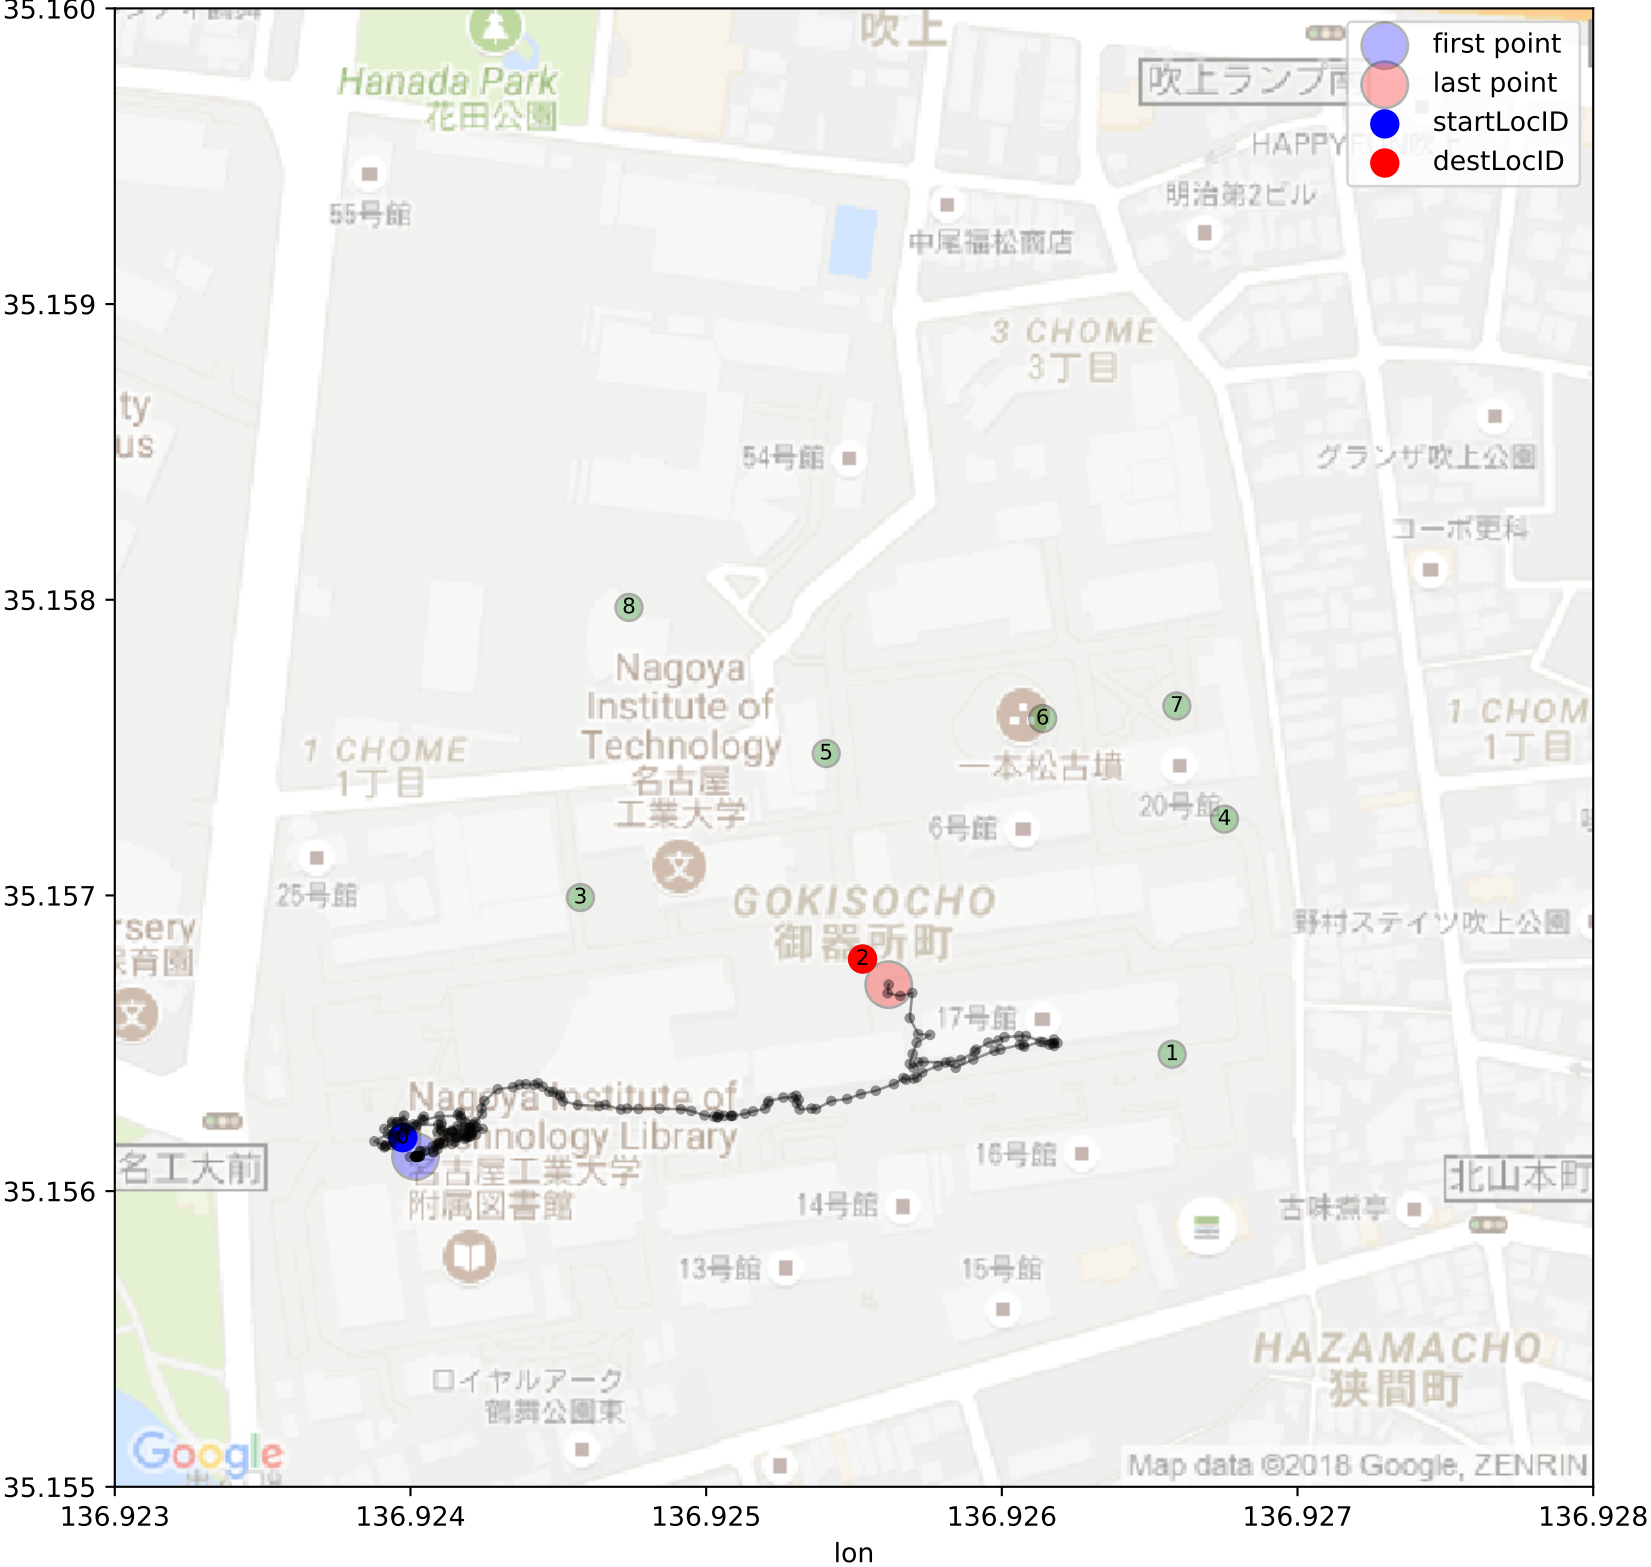 35.160
吹上
first point
last point
startLocID
destLocID
Hanada Park
花田公園
吹上ランプ南
HAPPY
明治第2ビル
55号館
中尾福松商店
35.159
3 CHOME
3丁目
ty
us
54号館
グランザ吹上公園
コーポ更科
35.158
8
Nagoya
Institute of
Technology
名古屋
工業大学
7
6
5
一本松古墳
1 CHOME
1丁目
1 CHOM
1丁目
20号館
4
6号館
25号館
35.157
3
GOKISOCHO
御器所町
野村ステイツ吹上公園
rsery
保育園
2
17号館
1
Nagoya Institute of
hnology Library
名古屋工業大学
附属図書館
0
名工大前
16号館
北山本町
35.156
14号館
古味煮亭
13号館
15号館
HAZAMACHO
狭間町
ロイヤルアーク
鶴舞公園東
Google
Map data ©2018 Google, ZENRIN
35.155
136.923
136.924
136.925
136.926
136.927
136.928
lon